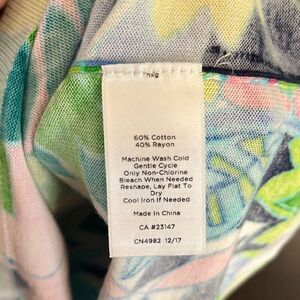 nxg
60% Cotton
40% Rayon
Machine Wash Cold
Gentle Cycle
Only Non-Chlorine
Bleach When Needed
Reshape, Lay Flat To
Dry
Cool Iron If Needed
Made In China
CA #23147
CN4982 12/17